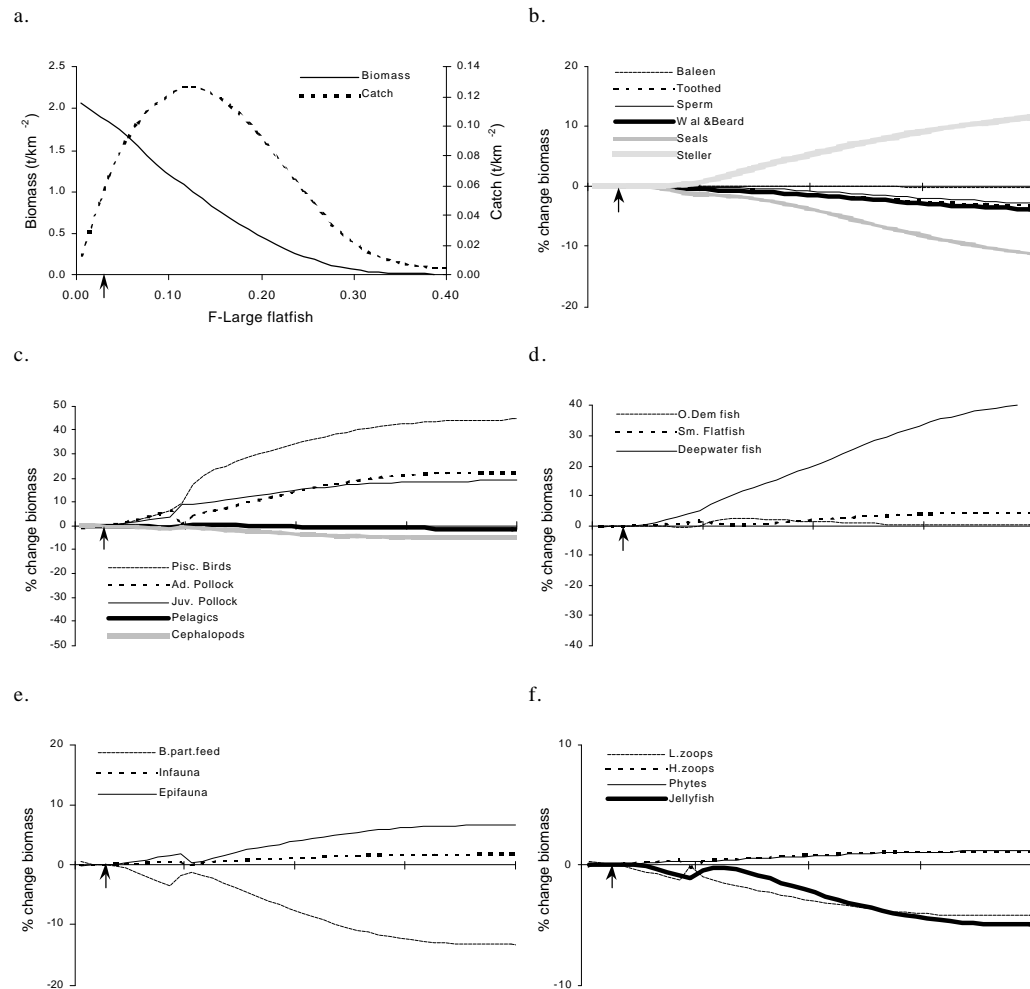 a.
2.5
2.0
1.5
1.0
0.5
0.0
Biomass (t/km -2)
0.14
0.12
0.10
0.08
0.06
0.04
0.02
0.00
Catch (t/km -2)
Biomass
Catch
0.00 0.10 0.20 0.30 0.40
F-Large flatfish
b.
20
10
0
-10
-20
% change biomass
Baleen
Toothed
Sperm
W al &Beard
Seals
Steller
c.
50
40
30
20
10
0
-10
-20
-30
-40
-50
% change biomass
Pisc. Birds
Ad. Pollock
Juv. Pollock
Pelagics
Cephalopods
d.
40
30
20
10
0
-10
-20
-30
-40
% change biomass
O.Dem fish
Sm. Flatfish
Deepwater fish
e.
20
10
0
-10
-20
% change biomass
B.part.feed
Infauna
Epifauna
f.
10
0
-10
% change biomass
L.zoops
H.zoops
Phytes
Jellyfish